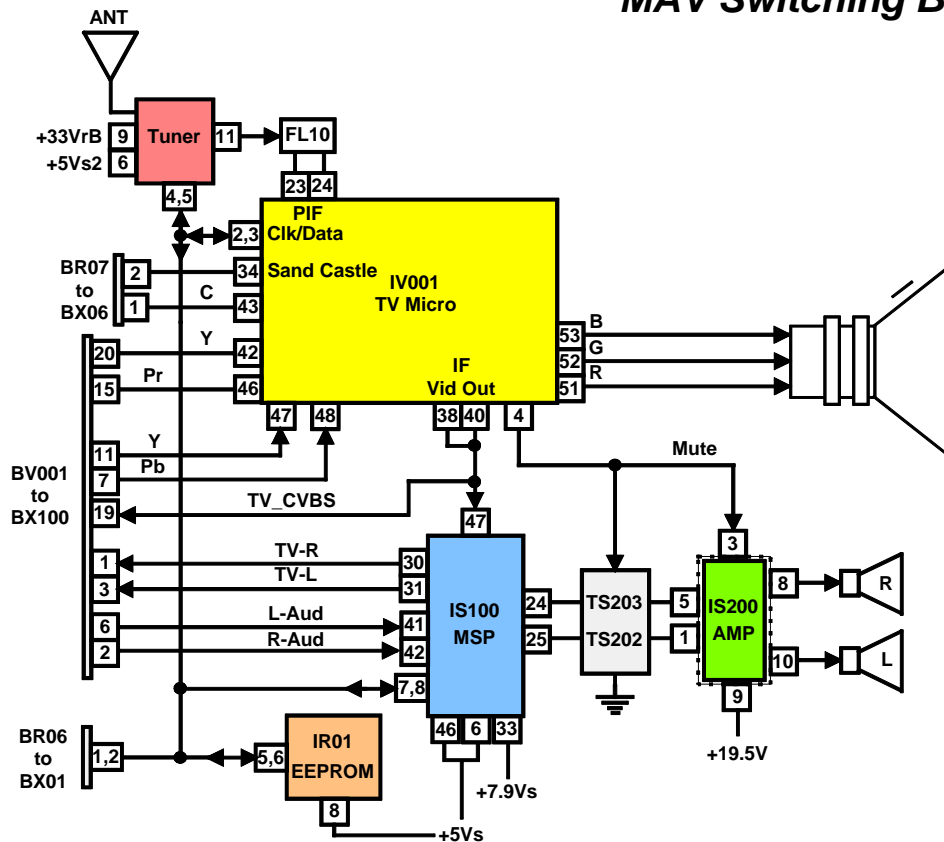 MAV Switching B
ANT
+33VrB 9 Tuner 11 FL10
+5Vs2 6
4,5
23 24
PIF
2,3 Clk/Data
BR07
to
BX06
2
34 Sand Castle
1 C 43
IV001
TV Micro
20 Y 42
15 Pr 46
IF
Vid Out
53 B
52 G
51 R
47 48 38 40 4
BV001
to
BX100
11 Y
7 Pb
19 TV_CVBS
Mute
47
3
1 TV-R 30
3 TV-L 31
6 L-Aud 41
2 R-Aud 42
7,8
IS100
MSP
24
25
TS203
TS202
5
1
IS200
AMP
8 R
10 L
9
+19.5V
46 6 33
+7.9Vs
BR06
to
BX01
1,2
5,6
IR01
EEPROM
8
+5Vs